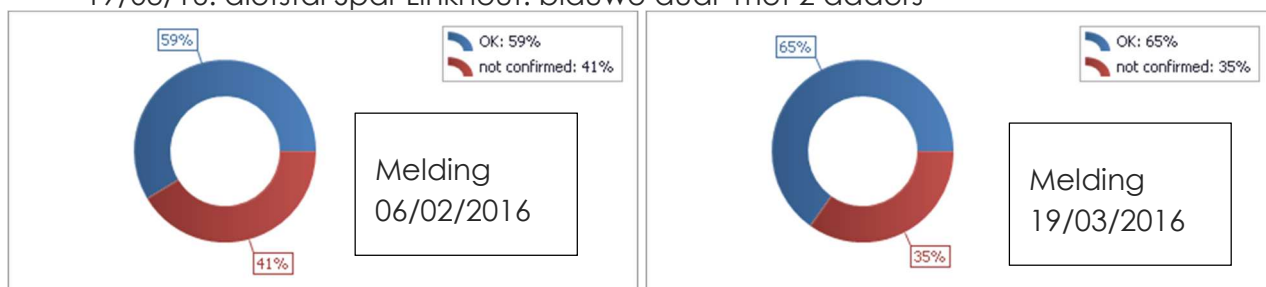 59%
OK: 59%
not confirmed: 41%
Melding
06/02/2016
41%
65%
OK: 65%
not confirmed: 35%
Melding
19/03/2016
35%